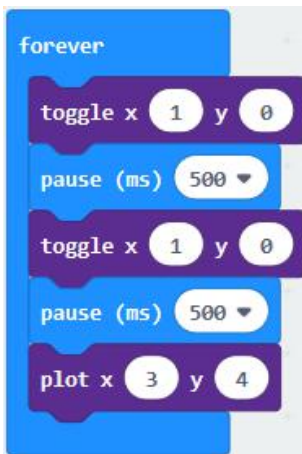 forever
toggle x 1 y 0
pause (ms) 500
toggle x 1 y 0
pause (ms) 500
plot x 3 y 4